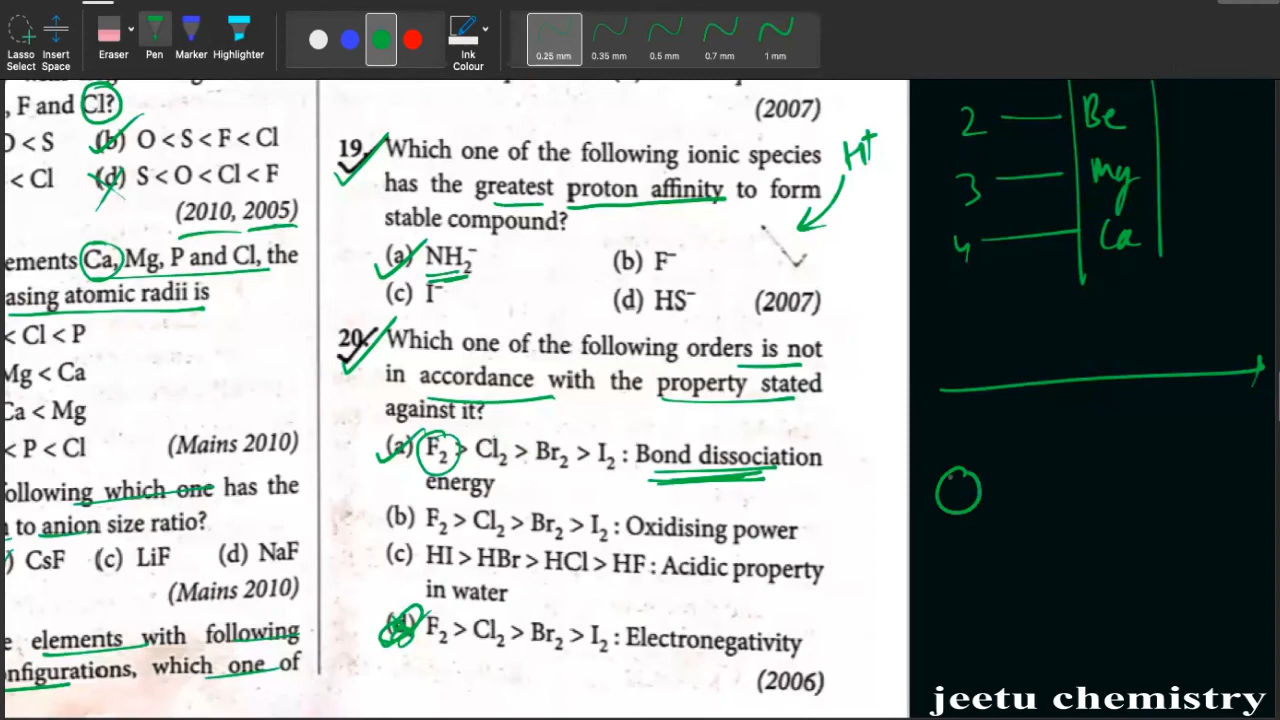 Lasso Select
Insert Space
Eraser
Pen
Marker
Highlighter
Ink Colour
0.25 mm
0.35 mm
0.5 mm
0.7 mm
1 mm
, F and Cl?
O < S (b) O < S < F < Cl
< Cl (d) S < O < Cl < F
(2010, 2005)
ements Ca, Mg, P and Cl, the
asing atomic radii is
< Cl < P
Mg < Ca
Ca < Mg
< P < Cl (Mains 2010)
ollowing which one has the
to anion size ratio?
) CsF (c) LiF (d) NaF
(Mains 2010)
e elements with following
nfigurations, which one of
(2007)
19. Which one of the following ionic species
has the greatest proton affinity to form
stable compound?
(a) NH₂⁻ (b) F⁻
(c) I⁻ (d) HS⁻ (2007)
20. Which one of the following orders is not
in accordance with the property stated
against it?
(a) F₂ > Cl₂ > Br₂ > I₂ : Bond dissociation
energy
(b) F₂ > Cl₂ > Br₂ > I₂ : Oxidising power
(c) HI > HBr > HCl > HF : Acidic property
in water
(d) F₂ > Cl₂ > Br₂ > I₂ : Electronegativity
(2006)
H⁺
2 Be
3 Mg
4 Ca
jeetu chemistry